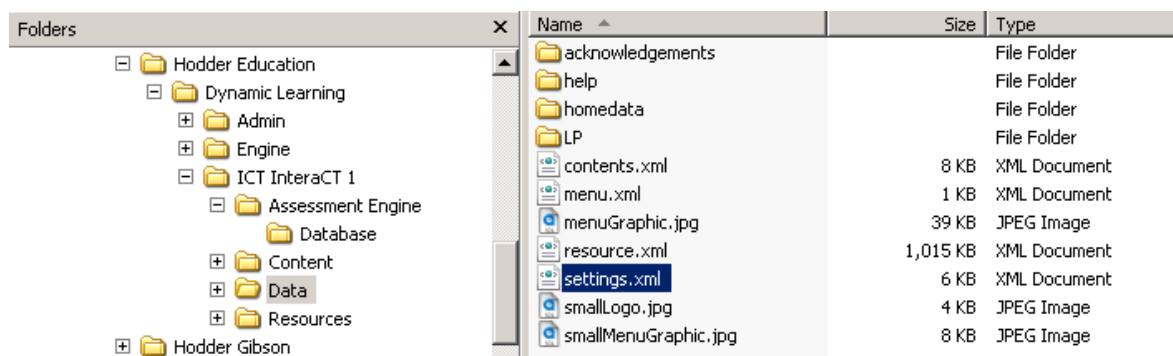 Folders
Hodder Education
Dynamic Learning
Admin
Engine
ICT InteraCT 1
Assessment Engine
Database
Content
Data
Resources
Hodder Gibson
Name Size Type
acknowledgements File Folder
help File Folder
homedata File Folder
LP File Folder
contents.xml 8 KB XML Document
menu.xml 1 KB XML Document
menuGraphic.jpg 39 KB JPEG Image
resource.xml 1,015 KB XML Document
settings.xml 6 KB XML Document
smallLogo.jpg 4 KB JPEG Image
smallMenuGraphic.jpg 8 KB JPEG Image